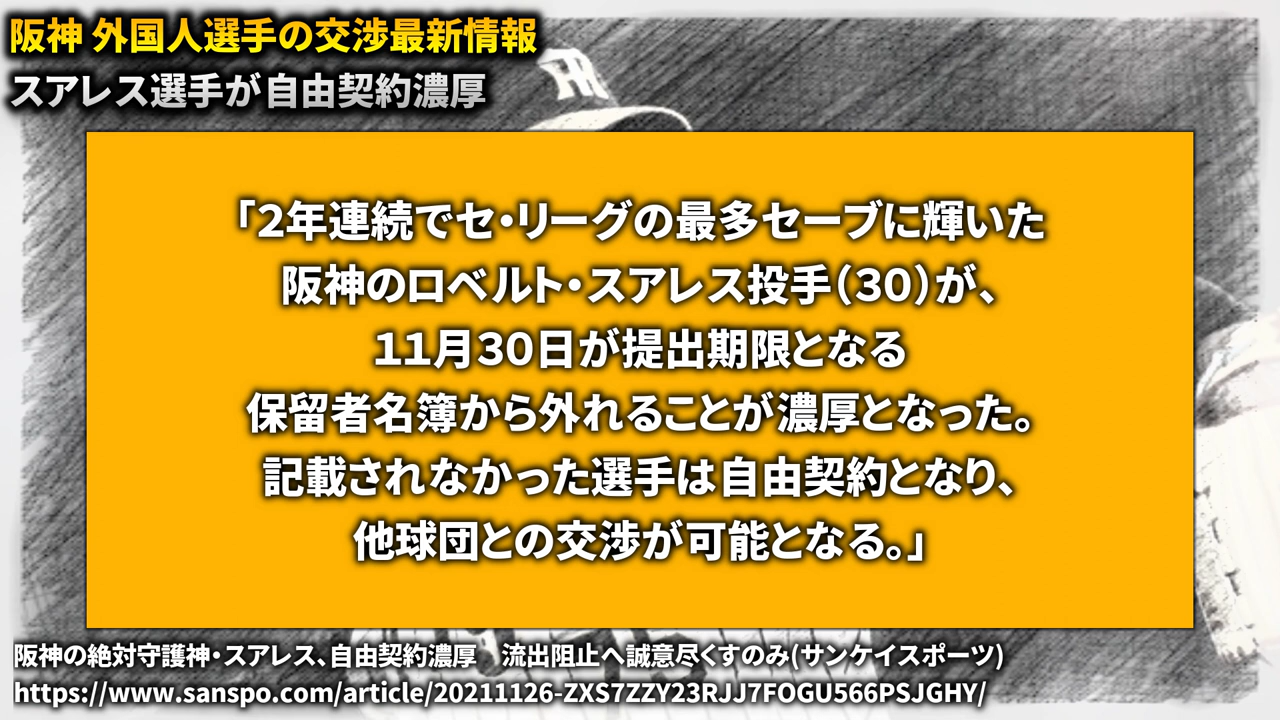 阪神 外国人選手の交渉最新情報
スアレス選手が自由契約濃厚
「2年連続でセ・リーグの最多セーブに輝いた
阪神のロベルト・スアレス投手(30)が、
11月30日が提出期限となる
保留者名簿から外れることが濃厚となった。
記載されなかった選手は自由契約となり、
他球団との交渉が可能となる。」
阪神の絶対守護神・スアレス、自由契約濃厚　流出阻止へ誠意尽くすのみ(サンケイスポーツ)
https://www.sanspo.com/article/20211126-ZXS7ZZY23RJJ7FOGU566PSJGHY/